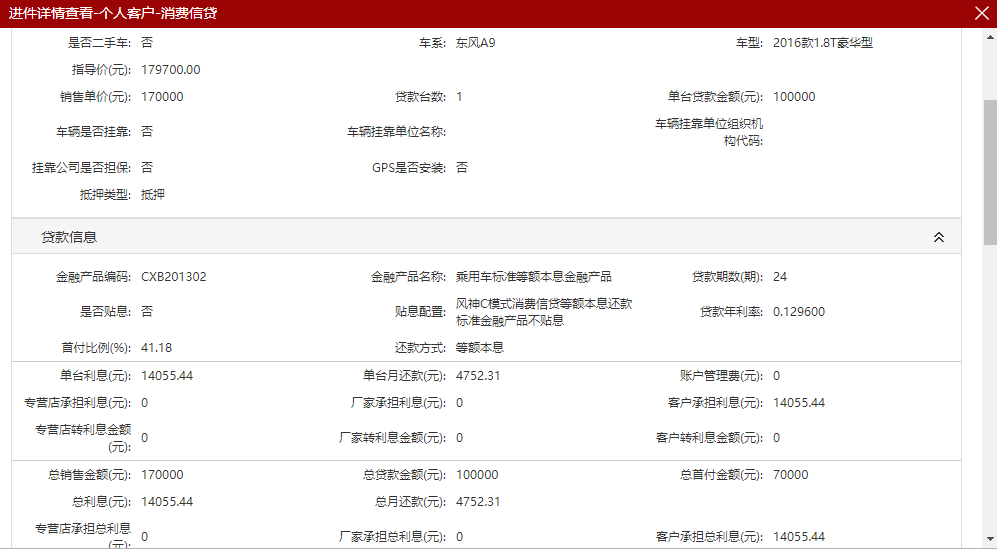 进件详情查看-个人客户-消费信贷
是否二手车: 否 车系: 东风A9 车型: 2016款1.8T豪华型
指导价(元): 179700.00
销售单价(元): 170000 贷款台数: 1 单台贷款金额(元): 100000
车辆是否挂靠: 否 车辆挂靠单位名称: 车辆挂靠单位组织机
构代码:
挂靠公司是否担保: 否 GPS是否安装: 否
抵押类型: 抵押
贷款信息
金融产品编码: CXB201302 金融产品名称: 乘用车标准等额本息金融产品 贷款期数(期): 24
是否贴息: 否 贴息配置: 风神C模式消费信贷等额本息还款 贷款年利率: 0.129600
标准金融产品不贴息
首付比例(%): 41.18 还款方式: 等额本息
单台利息(元): 14055.44 单台月还款(元): 4752.31 账户管理费(元): 0
专营店承担利息(元): 0 厂家承担利息(元): 0 客户承担利息(元): 14055.44
专营店转利息金额
(元): 0 厂家转利息金额(元): 0 客户转利息金额(元): 0
总销售金额(元): 170000 总贷款金额(元): 100000 总首付金额(元): 70000
总利息(元): 14055.44 总月还款(元): 4752.31
专营店承担总利息
(元): 0 厂家承担总利息(元): 0 客户承担总利息(元): 14055.44